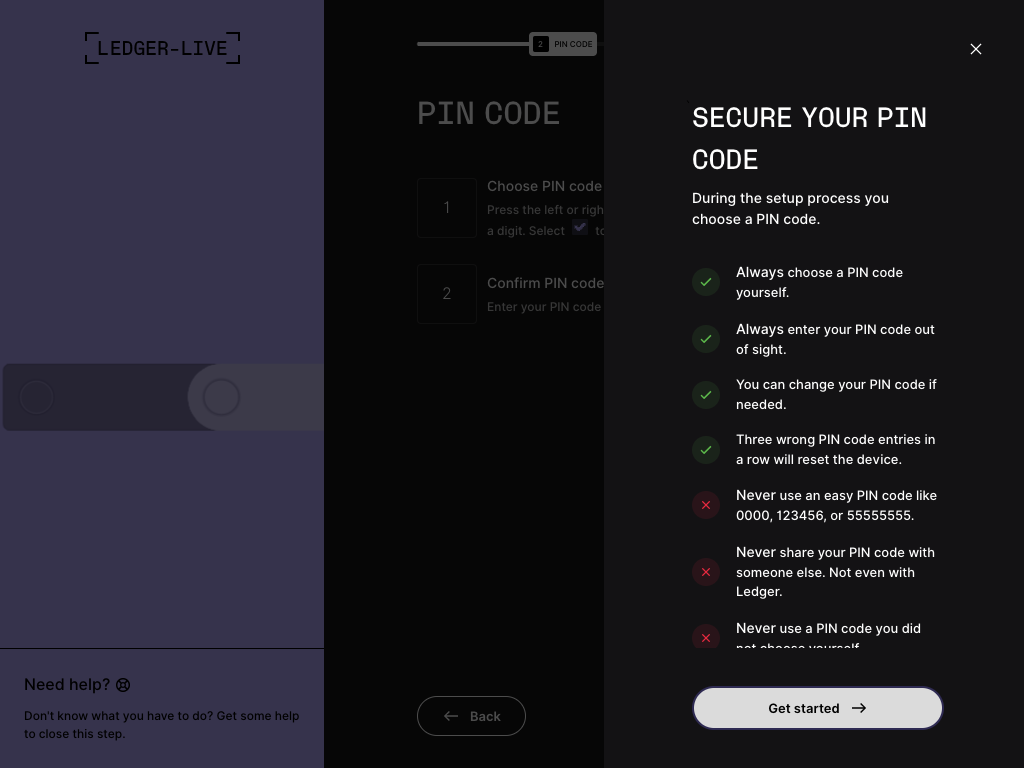 LEDGER-LIVE
2 PIN CODE
PIN CODE
1
Choose PIN code
Press the left or righ
a digit. Select to
2
Confirm PIN code
Enter your PIN code
Back
Need help?
Don't know what you have to do? Get some help
to close this step.
SECURE YOUR PIN
CODE
During the setup process you
choose a PIN code.
Always choose a PIN code
yourself.
Always enter your PIN code out
of sight.
You can change your PIN code if
needed.
Three wrong PIN code entries in
a row will reset the device.
Never use an easy PIN code like
0000, 123456, or 55555555.
Never share your PIN code with
someone else. Not even with
Ledger.
Never use a PIN code you did
not choose yourself.
Get started